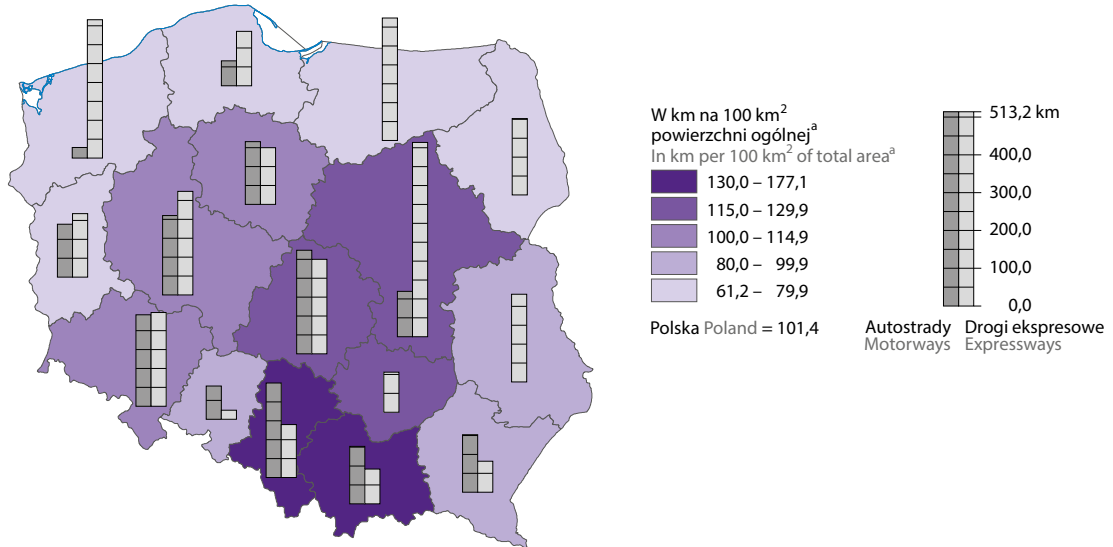 W km na 100 km²
powierzchni ogólnejᵃ
In km per 100 km² of total areaᵃ
130,0 – 177,1
115,0 – 129,9
100,0 – 114,9
80,0 – 99,9
61,2 – 79,9
Polska Poland = 101,4
513,2 km
400,0
300,0
200,0
100,0
0,0
Autostrady Drogi ekspresowe
Motorways Expressways